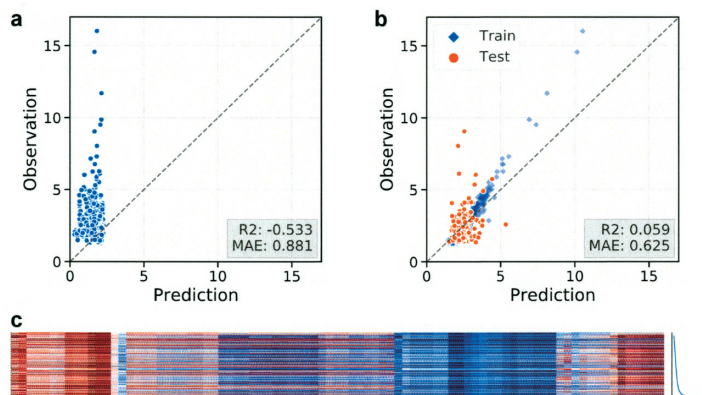 a
15
10
5
0
Observation
0
5
10
15
Prediction
R2: -0.533
MAE: 0.881
b
Train
Test
15
10
5
0
Observation
0
5
10
15
Prediction
R2: 0.059
MAE: 0.625
c